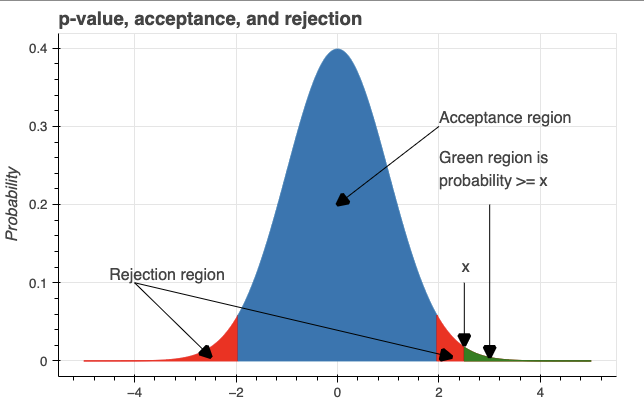 p-value, acceptance, and rejection
0.4
0.3
0.2
0.1
0
Probability
Acceptance region
Green region is
probability >= x
x
Rejection region
−4
−2
0
2
4